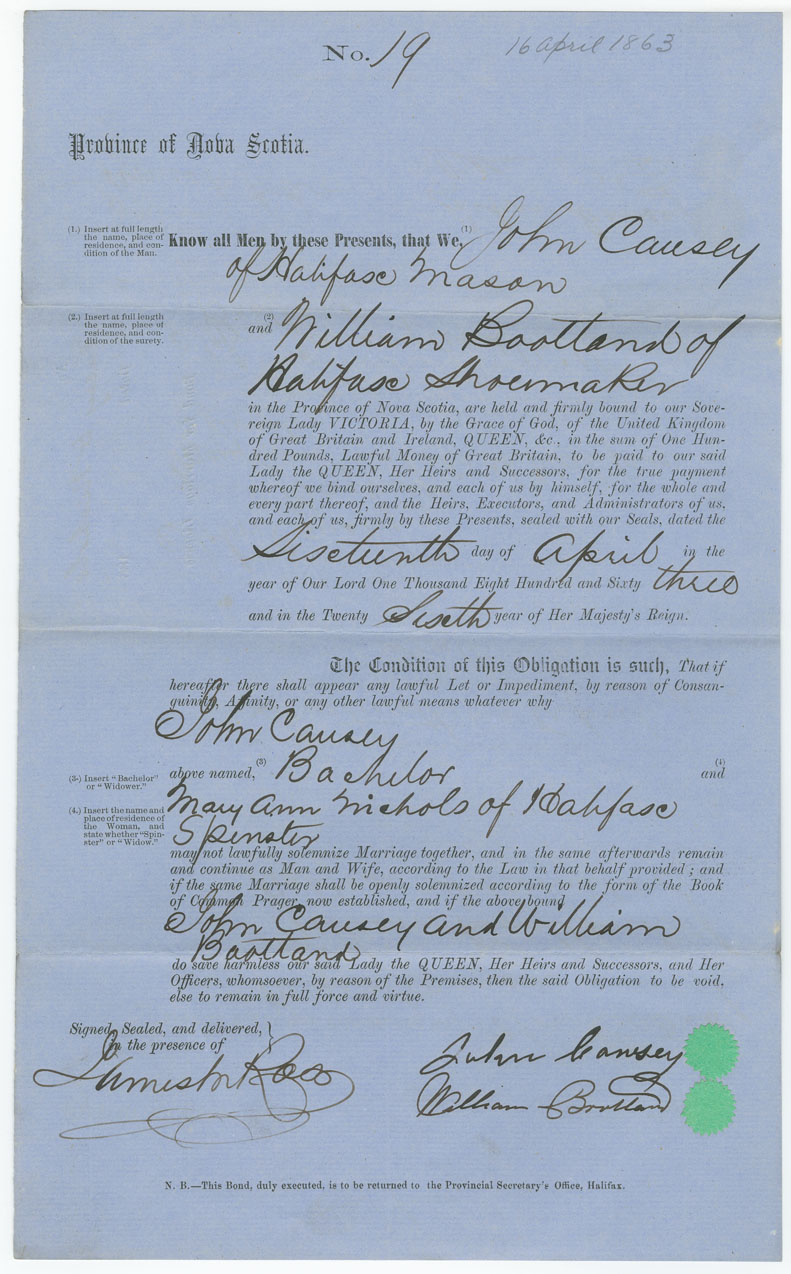 No. 19
16 April 1863
Province of Nova Scotia.
(1.) Insert at full length
the name, place of
residence, and con-
dition of the Man.
Know all Men by these Presents, that We, (1) John Causey
of Halifax Mason
(2.) Insert at full length
the name, place of
residence, and con-
dition of the surety.
(2)
and William Bootland of
Halifax Shoemaker
in the Province of Nova Scotia, are held and firmly bound to our Sove-
reign Lady VICTORIA, by the Grace of God, of the United Kingdom
of Great Britain and Ireland, QUEEN, &c., in the sum of One Hun-
dred Pounds, Lawful Money of Great Britain, to be paid to our said
Lady the QUEEN, Her Heirs and Successors, for the true payment
whereof we bind ourselves, and each of us by himself, for the whole and
every part thereof, and the Heirs, Executors, and Administrators of us,
and each of us, firmly by these Presents, sealed with our Seals, dated the
Sixteenth day of April in the
year of Our Lord One Thousand Eight Hundred and Sixty three
and in the Twenty Sixth year of Her Majesty's Reign.
The Condition of this Obligation is such, That if
hereafter there shall appear any lawful Let or Impediment, by reason of Consan-
guinity, Affinity, or any other lawful means whatever why
John Causey
(3.) Insert "Bachelor"
or "Widower."
above named, (3) Bachelor (4) and
(4.) Insert the name and
place of residence of
the Woman, and
state whether "Spin-
ster" or "Widow."
Mary Ann Nichols of Halifax
Spinster
may not lawfully solemnize Marriage together, and in the same afterwards remain
and continue as Man and Wife, according to the Law in that behalf provided; and
if the same Marriage shall be openly solemnized according to the form of the Book
of Common Prager, now established, and if the above bound
John Causey and William
Bootland
do save harmless our said Lady the QUEEN, Her Heirs and Successors, and Her
Officers, whomsoever, by reason of the Premises, then the said Obligation to be void,
else to remain in full force and virtue.
Signed, Sealed, and delivered,
in the presence of
John Causey
William Bootland
N. B.—This Bond, duly executed, is to be returned to the Provincial Secretary's Office, Halifax.